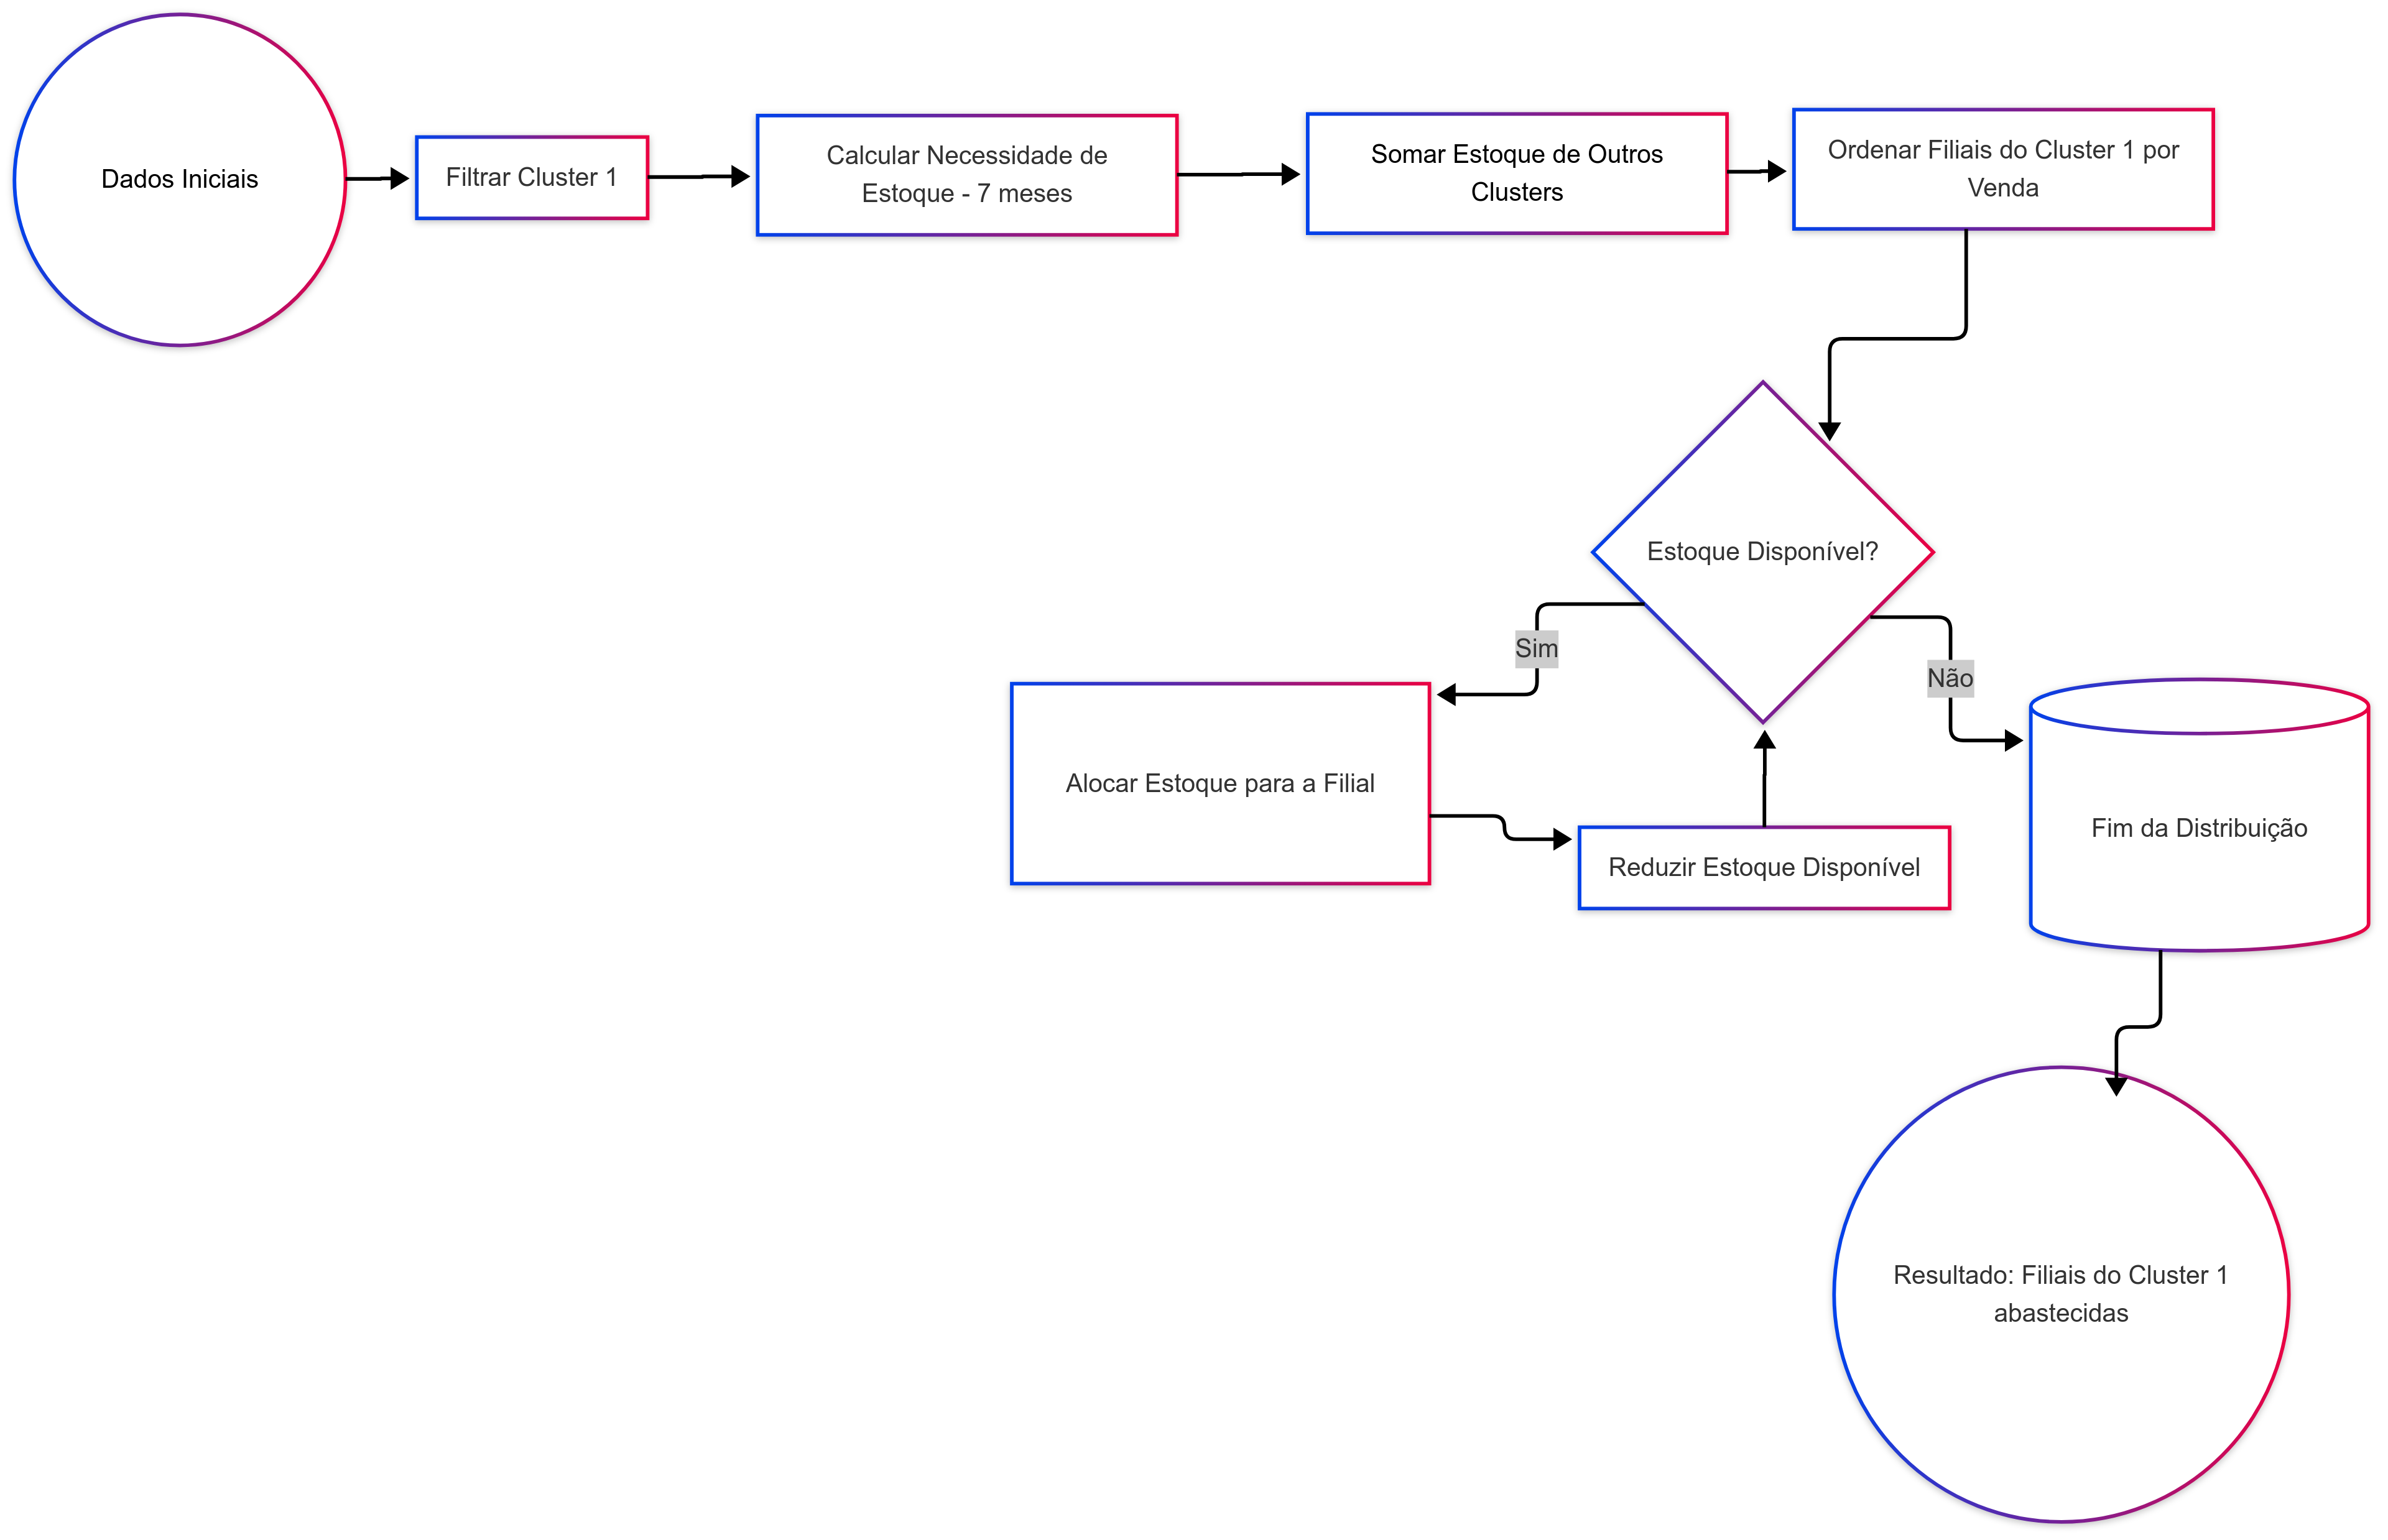 Dados Iniciais
Filtrar Cluster 1
Calcular Necessidade de
Estoque - 7 meses
Somar Estoque de Outros
Clusters
Ordenar Filiais do Cluster 1 por
Venda
Estoque Disponível?
Sim
Não
Alocar Estoque para a Filial
Reduzir Estoque Disponível
Fim da Distribuição
Resultado: Filiais do Cluster 1
abastecidas